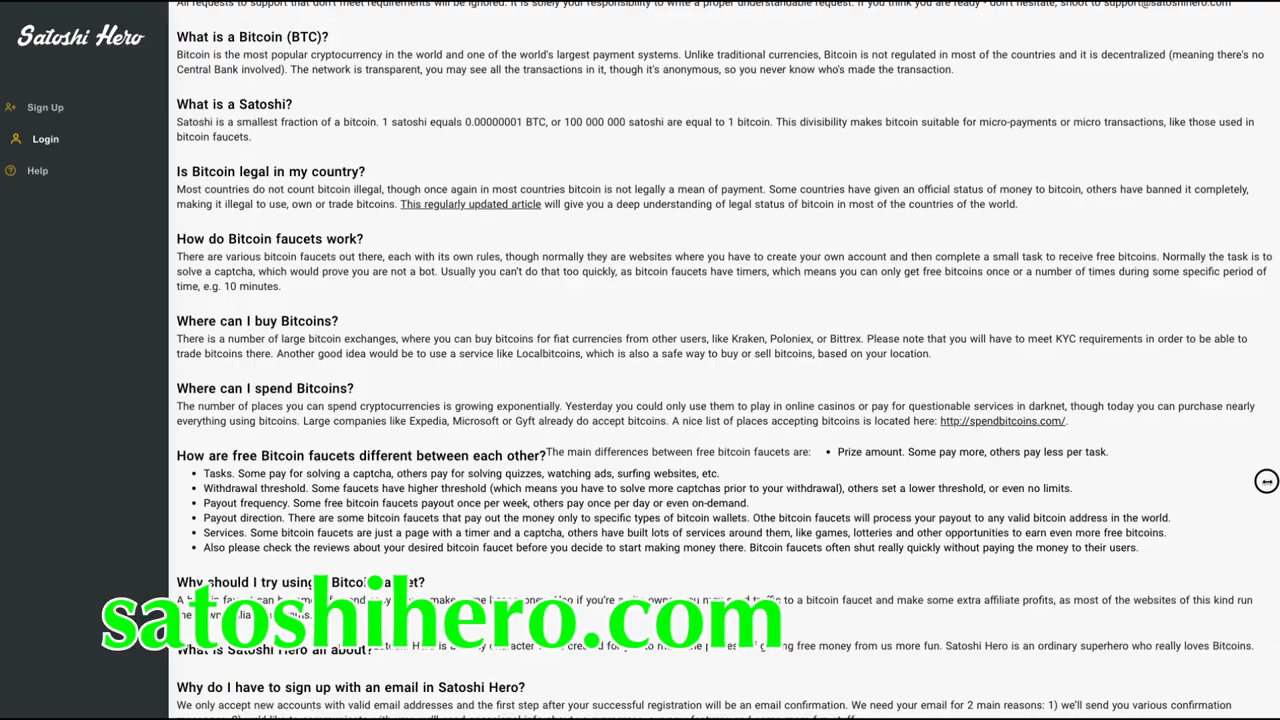 All requests to support that don't meet requirements will be ignored. It is solely your responsibility to write a proper understandable request. If you think you are ready - don't hesitate, shoot to support@satoshihero.com
Satoshi Hero
Sign Up
Login
Help
What is a Bitcoin (BTC)?
Bitcoin is the most popular cryptocurrency in the world and one of the world's largest payment systems. Unlike traditional currencies, Bitcoin is not regulated in most of the countries and it is decentralized (meaning there's no
Central Bank involved). The network is transparent, you may see all the transactions in it, though it's anonymous, so you never know who's made the transaction.
What is a Satoshi?
Satoshi is a smallest fraction of a bitcoin. 1 satoshi equals 0.00000001 BTC, or 100 000 000 satoshi are equal to 1 bitcoin. This divisibility makes bitcoin suitable for micro-payments or micro transactions, like those used in
bitcoin faucets.
Is Bitcoin legal in my country?
Most countries do not count bitcoin illegal, though once again in most countries bitcoin is not legally a mean of payment. Some countries have given an official status of money to bitcoin, others have banned it completely,
making it illegal to use, own or trade bitcoins. This regularly updated article will give you a deep understanding of legal status of bitcoin in most of the countries of the world.
How do Bitcoin faucets work?
There are various bitcoin faucets out there, each with its own rules, though normally they are websites where you have to create your own account and then complete a small task to receive free bitcoins. Normally the task is to
solve a captcha, which would prove you are not a bot. Usually you can't do that too quickly, as bitcoin faucets have timers, which means you can only get free bitcoins once or a number of times during some specific period of
time, e.g. 10 minutes.
Where can I buy Bitcoins?
There is a number of large bitcoin exchanges, where you can buy bitcoins for fiat currencies from other users, like Kraken, Poloniex, or Bittrex. Please note that you will have to meet KYC requirements in order to be able to
trade bitcoins there. Another good idea would be to use a service like Localbitcoins, which is also a safe way to buy or sell bitcoins, based on your location.
Where can I spend Bitcoins?
The number of places you can spend cryptocurrencies is growing exponentially. Yesterday you could only use them to play in online casinos or pay for questionable services in darknet, though today you can purchase nearly
everything using bitcoins. Large companies like Expedia, Microsoft or Gyft already do accept bitcoins. A nice list of places accepting bitcoins is located here: http://spendbitcoins.com/.
How are free Bitcoin faucets different between each other?The main differences between free bitcoin faucets are: • Prize amount. Some pay more, others pay less per task.
• Tasks. Some pay for solving a captcha, others pay for solving quizzes, watching ads, surfing websites, etc.
• Withdrawal threshold. Some faucets have higher threshold (which means you have to solve more captchas prior to your withdrawal), others set a lower threshold, or even no limits.
• Payout frequency. Some free bitcoin faucets payout once per week, others pay once per day or even on-demand.
• Payout direction. There are some bitcoin faucets that pay out the money only to specific types of bitcoin wallets. Othe bitcoin faucets will process your payout to any valid bitcoin address in the world.
• Services. Some bitcoin faucets are just a page with a timer and a captcha, others have built lots of services around them, like games, lotteries and other opportunities to earn even more free bitcoins.
• Also please check the reviews about your desired bitcoin faucet before you decide to start making money there. Bitcoin faucets often shut really quickly without paying the money to their users.
Why should I try using Bitcoin
to a bitcoin faucet and make some extra affiliate profits, as most of the websites of this kind run
satoshihero.com
What is Satoshi Hero all about? free money from us more fun. Satoshi Hero is an ordinary superhero who really loves Bitcoins.
Why do I have to sign up with an email in Satoshi Hero?
We only accept new accounts with valid email addresses and the first step after your successful registration will be an email confirmation. We need your email for 2 main reasons: 1) we'll send you various confirmation